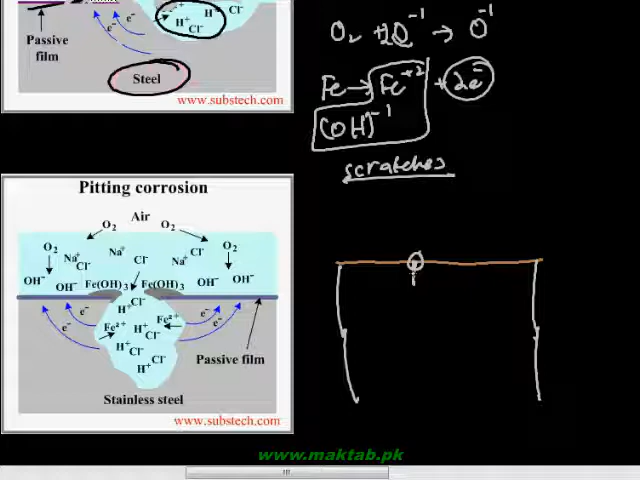 e⁻
e⁻
H⁺
H⁺
Cl⁻
Cl⁻
Passive
film
Steel
www.substech.com
O₂ + 2e⁻¹ → O⁻¹
Fe → Fe⁺² + 2e⁻
(OH)⁻¹
scratches
Pitting corrosion
Air
O₂
O₂
O₂
Na⁺
Cl⁻
Na⁺
Cl⁻
Cl⁻
Na⁺
Cl⁻
O₂
OH⁻
OH⁻
Fe(OH)₃
Fe(OH)₃
OH⁻
OH⁻
H⁺
Cl⁻
e⁻
e⁻
Fe²⁺
H⁺
Cl⁻
Fe²⁺
e⁻
e⁻
H⁺
Cl⁻
H⁺
Cl⁻
Passive film
Stainless steel
www.substech.com
www.maktab.pk